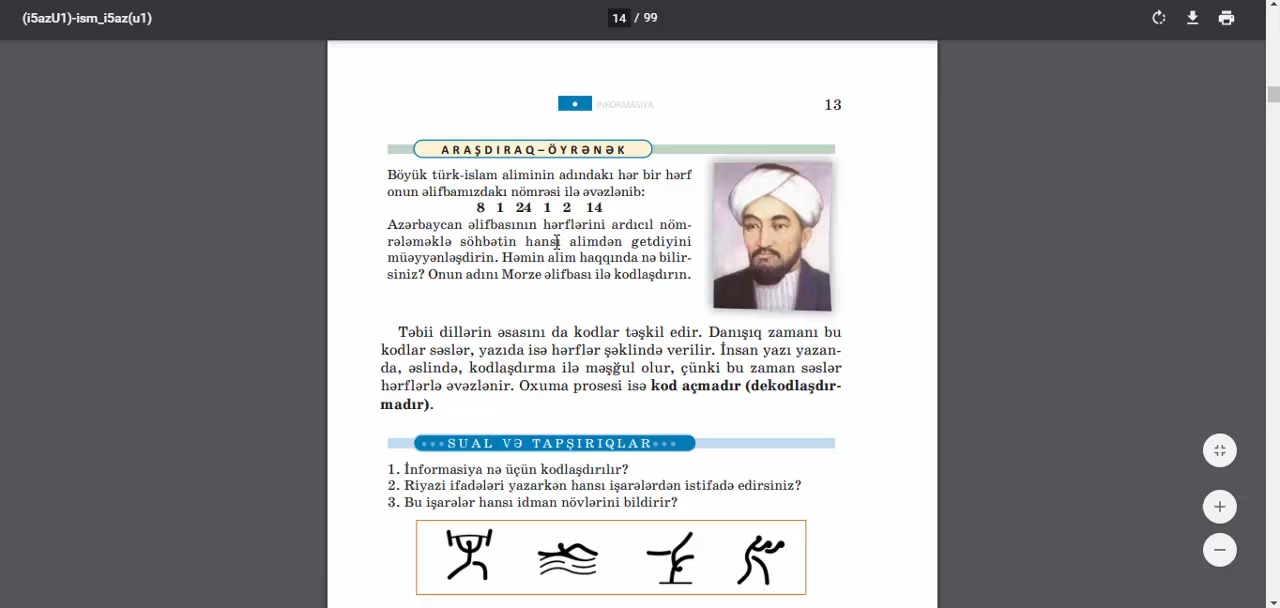 (i5azU1)-ism_i5az(u1)
14 / 99
INFORMASIYA
13
ARAŞDIRAQ–ÖYRƏNƏK
Böyük türk-islam aliminin adındakı hər bir hərf
onun əlifbamızdakı nömrəsi ilə əvəzlənib:
8 1 24 1 2 14
Azərbaycan əlifbasının hərflərini ardıcıl nöm-
rələməklə söhbətin hansı alimdən getdiyini
müəyyənləşdirin. Həmin alim haqqında nə bilir-
siniz? Onun adını Morze əlifbası ilə kodlaşdırın.
Təbii dillərin əsasını da kodlar təşkil edir. Danışıq zamanı bu
kodlar səslər, yazıda isə hərflər şəklində verilir. İnsan yazı yazan-
da, əslində, kodlaşdırma ilə məşğul olur, çünki bu zaman səslər
hərflərlə əvəzlənir. Oxuma prosesi isə kod açmadır (dekodlaşdır-
madır).
SUAL VƏ TAPŞIRIQLAR
1. İnformasiya nə üçün kodlaşdırılır?
2. Riyazi ifadələri yazarkən hansı işarələrdən istifadə edirsiniz?
3. Bu işarələr hansı idman növlərini bildirir?